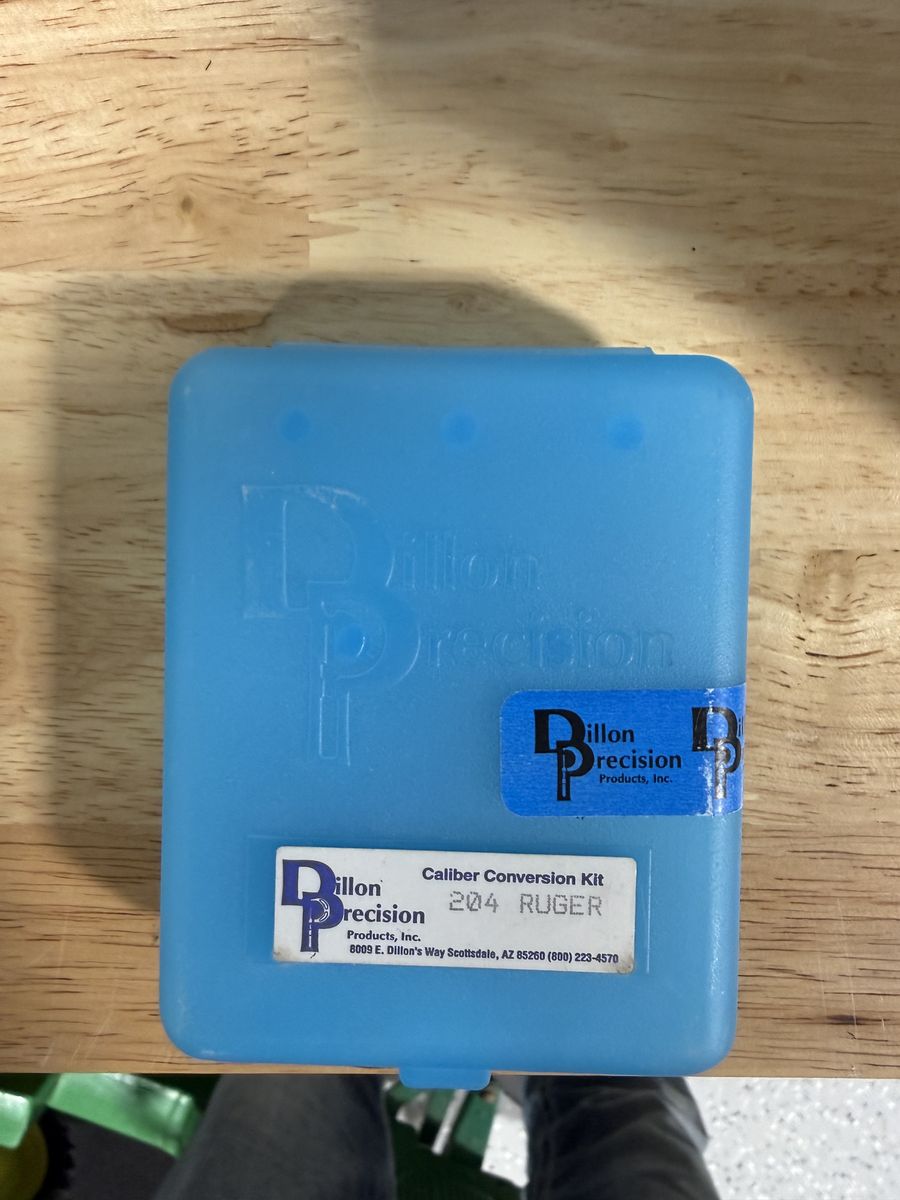 Dillon
Precision
Dillon
Precision
Products, Inc.
Dil
P
Dillon
Precision
Products, Inc.
Caliber Conversion Kit
204 RUGER
8009 E. Dillon's Way Scottsdale, AZ 85260 (800) 223-4570